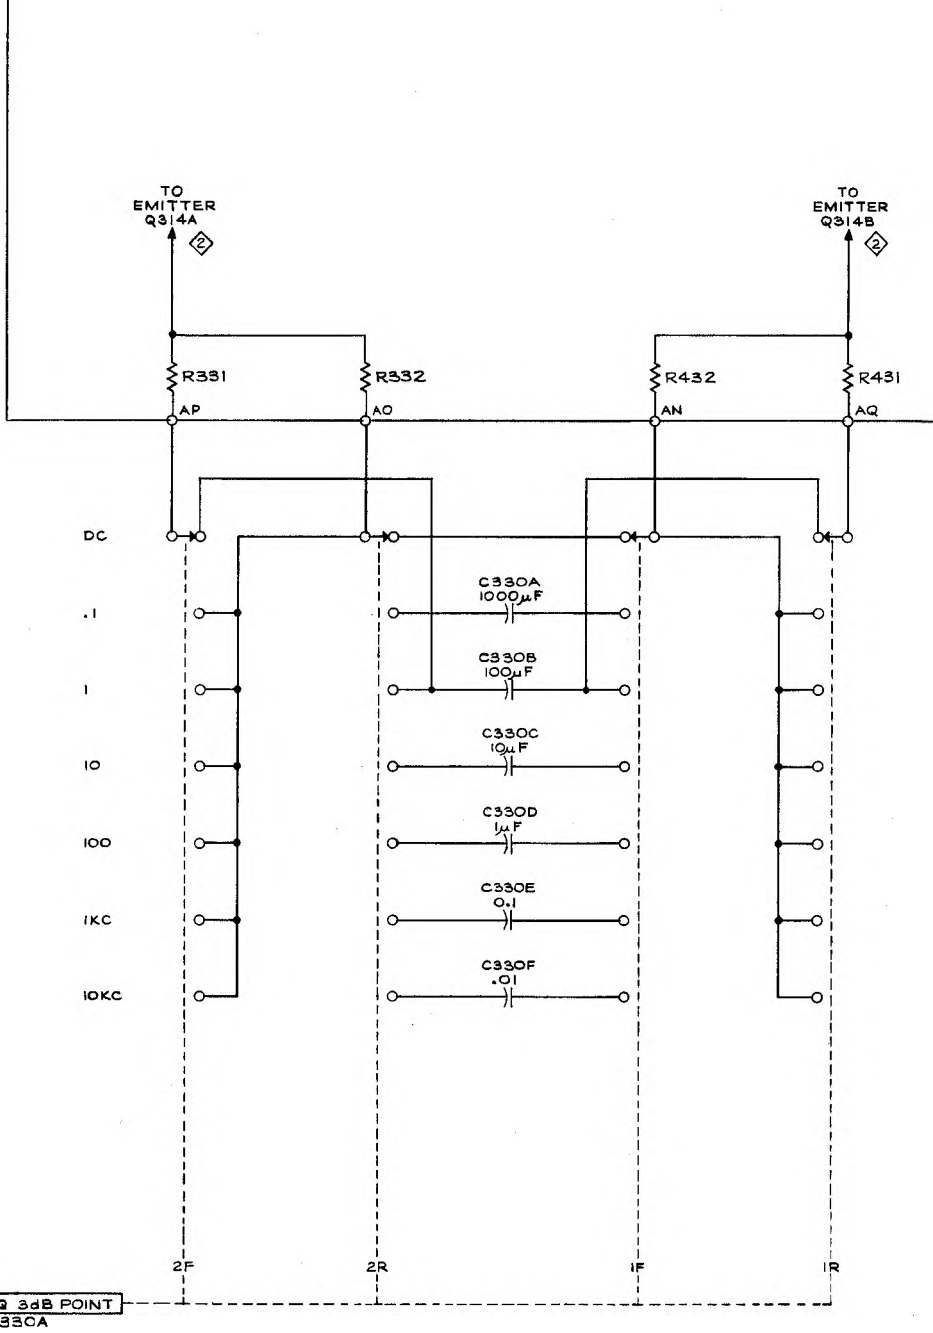 TO
EMITTER
Q314A
2
TO
EMITTER
Q314B
2
R331
R332
R432
R431
AP
AO
AN
AQ
DC
C330A
1000µF
.1
C330B
100µF
1
C330C
10µF
10
C330D
1µF
100
C330E
0.1
1KC
C330F
.01
10KC
2F
2R
1F
1R
3dB POINT
330A